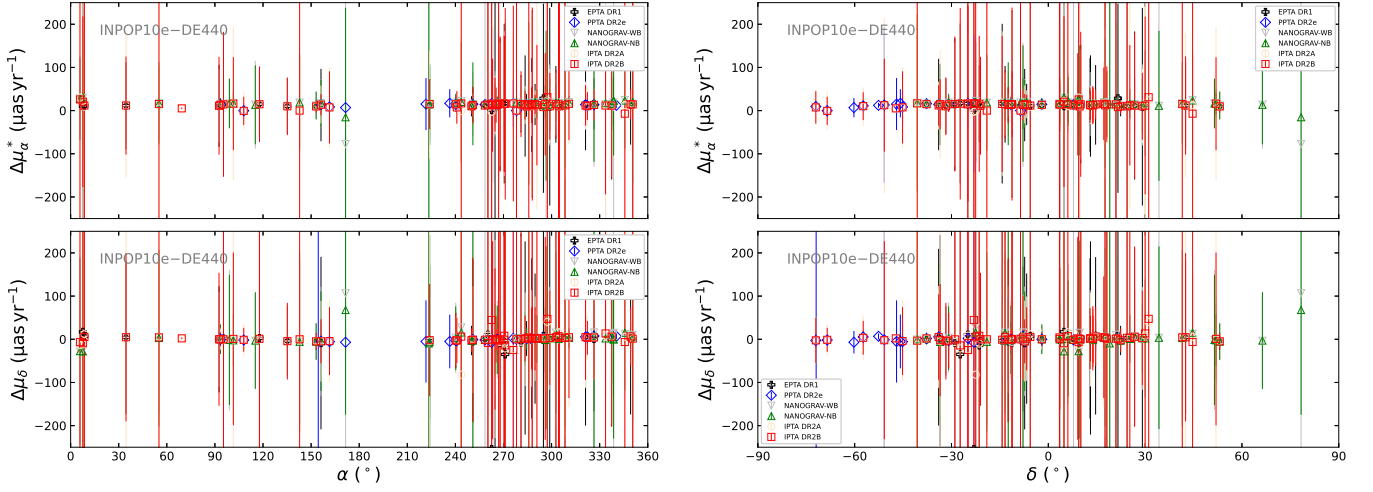 INPOP10e−DE440
EPTA DR1
PPTA DR2e
NANOGRAV-WB
NANOGRAV-NB
IPTA DR2A
IPTA DR2B
Δμ*α (μas yr−1)
200
100
0
−100
−200
INPOP10e−DE440
EPTA DR1
PPTA DR2e
NANOGRAV-WB
NANOGRAV-NB
IPTA DR2A
IPTA DR2B
Δμ*α (μas yr−1)
200
100
0
−100
−200
INPOP10e−DE440
EPTA DR1
PPTA DR2e
NANOGRAV-WB
NANOGRAV-NB
IPTA DR2A
IPTA DR2B
Δμδ (μas yr−1)
200
100
0
−100
−200
0 30 60 90 120 150 180 210 240 270 300 330 360
α (°)
INPOP10e−DE440
EPTA DR1
PPTA DR2e
NANOGRAV-WB
NANOGRAV-NB
IPTA DR2A
IPTA DR2B
Δμδ (μas yr−1)
200
100
0
−100
−200
−90 −60 −30 0 30 60 90
δ (°)